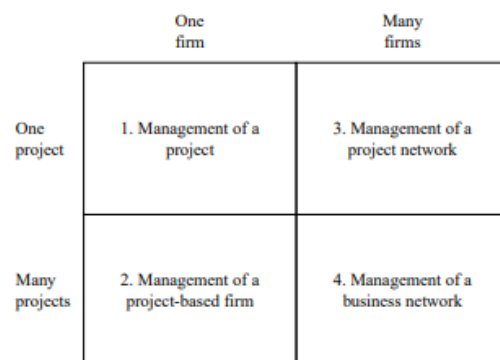 One
firm
Many
firms
One
project
1. Management of a
project
3. Management of a
project network
Many
projects
2. Management of a
project-based firm
4. Management of a
business network